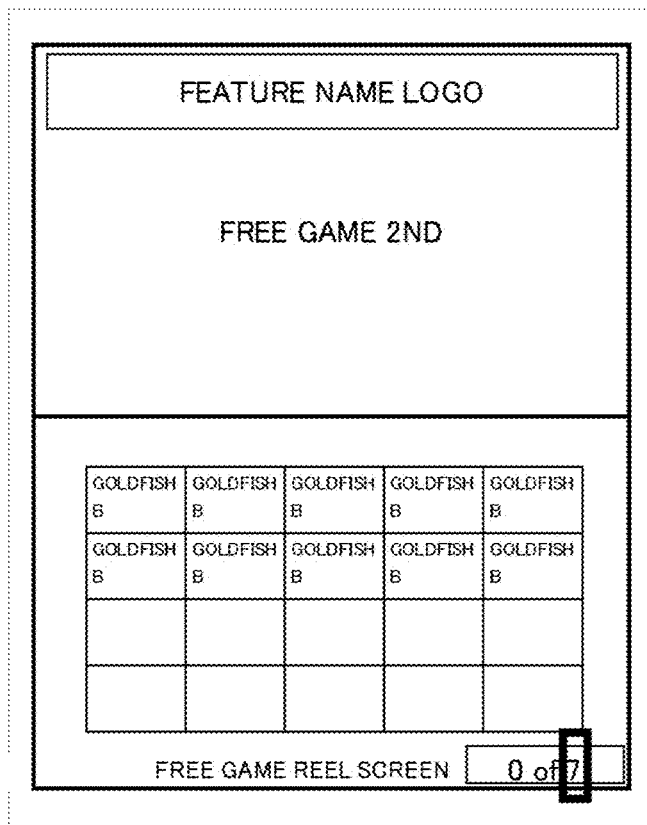 FEATURE NAME LOGO
FREE GAME 2ND
GOLDFISH GOLDFISH GOLDFISH GOLDFISH GOLDFISH
B B B B B
GOLDFISH GOLDFISH GOLDFISH GOLDFISH GOLDFISH
B B B B B
FREE GAME REEL SCREEN 0 of 7